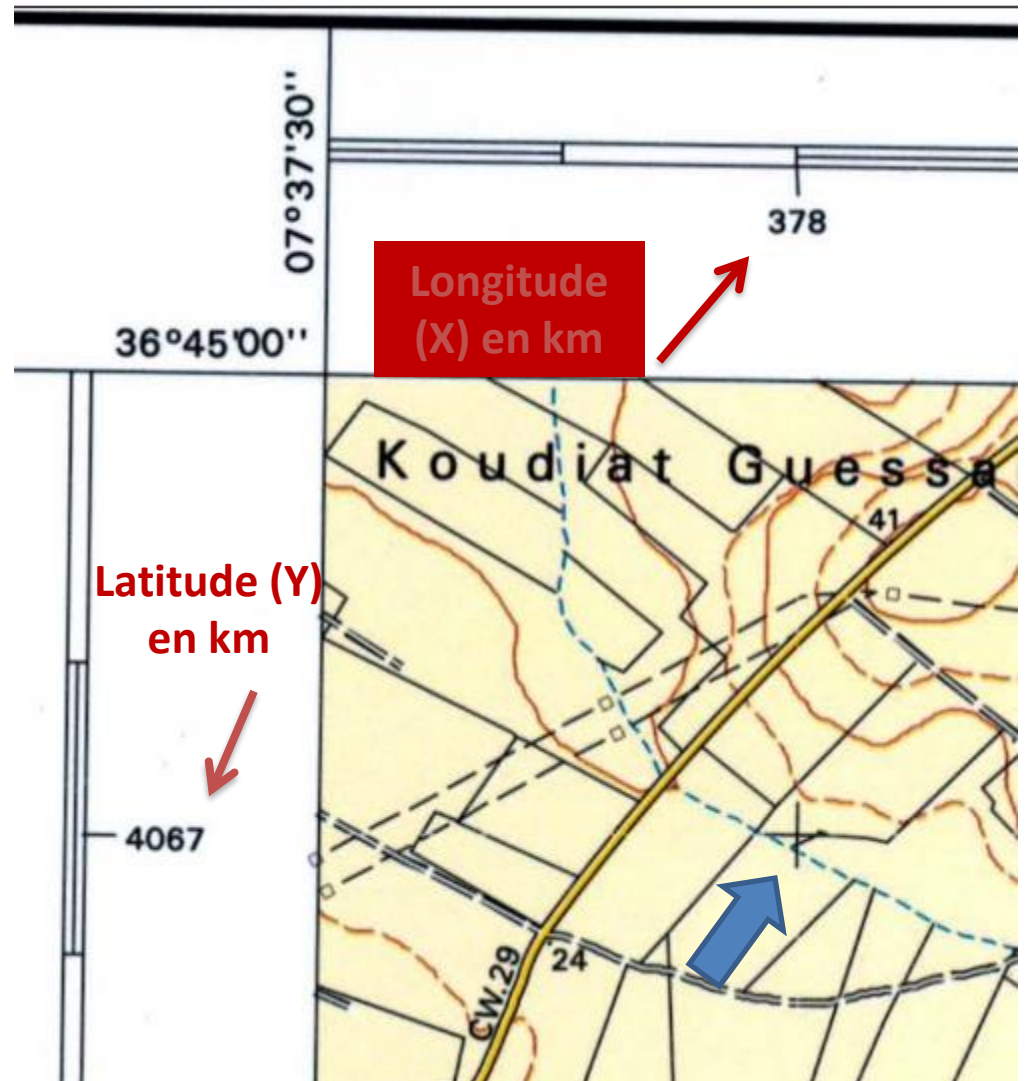 07°37'30''
378
Longitude
(X) en km
36°45'00''
Koudiat Guessa
41
Latitude (Y)
en km
4067
24
CW.29